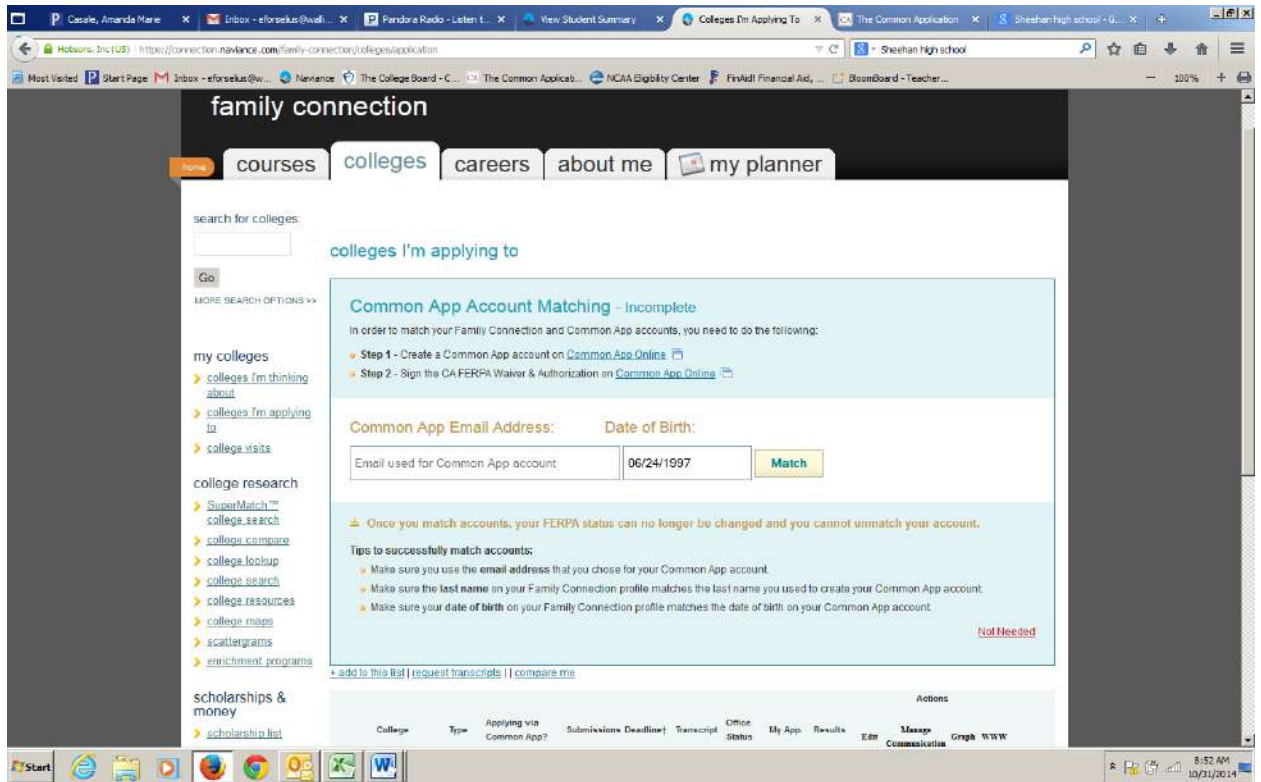 Casale, Amanda Marie
Inbox - eforselius@walli...
Pandora Radio - Listen t...
View Student Summary
Colleges I'm Applying To
The Common Application
Sheehan high school - G...
Hobsons, Inc (US)
https://connection.naviance.com/family-connection/colleges/application
Sheehan high school
Most Visited
Start Page
Inbox - eforselius@w...
Naviance
The College Board - C...
The Common Applicati...
NCAA Eligibility Center
FinAid! Financial Aid, ...
BloomBoard - Teacher...
100%
family connection
home
courses
colleges
careers
about me
my planner
search for colleges:
Go
MORE SEARCH OPTIONS >>
my colleges
colleges I'm thinking
about
colleges I'm applying
to
college visits
college research
SuperMatch™
college search
college compare
college lookup
college search
college resources
college maps
scattergrams
enrichment programs
scholarships &
money
scholarship list
colleges I'm applying to
Common App Account Matching - Incomplete
In order to match your Family Connection and Common App accounts, you need to do the following:
Step 1 - Create a Common App account on Common App Online
Step 2 - Sign the CA FERPA Waiver & Authorization on Common App Online
Common App Email Address: Date of Birth:
Email used for Common App account 06/24/1997 Match
Once you match accounts, your FERPA status can no longer be changed and you cannot unmatch your account.
Tips to successfully match accounts:
Make sure you use the email address that you chose for your Common App account.
Make sure the last name on your Family Connection profile matches the last name you used to create your Common App account
Make sure your date of birth on your Family Connection profile matches the date of birth on your Common App account
Not Needed
+ add to this list | request transcripts | | compare me
Actions
College Type Applying via Common App? Submissions Deadline† Transcript Office Status My App. Results Edit Manage Communication Graph WWW
Start
8:52 AM
10/31/2014